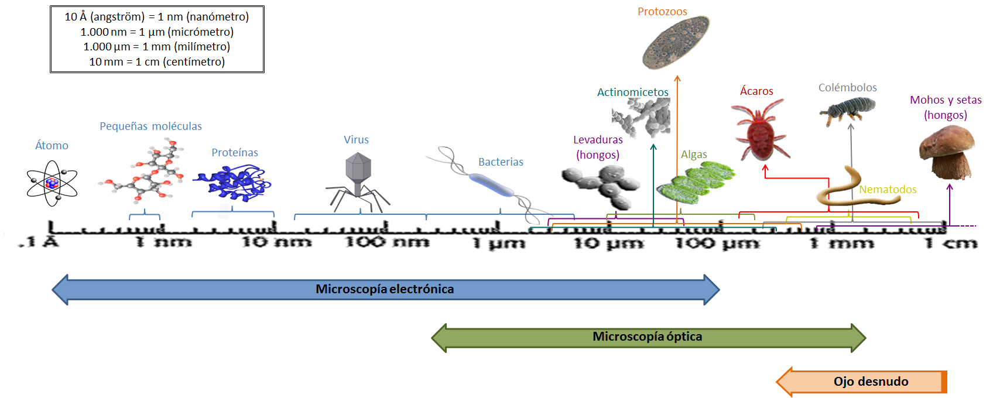 10 Å (angström) = 1 nm (nanómetro)
1.000 nm = 1 µm (micrómetro)
1.000 µm = 1 mm (milímetro)
10 mm = 1 cm (centímetro)
Protozoos
Actinomicetos
Ácaros
Colémbolos
Mohos y setas
(hongos)
Pequeñas moléculas
Átomo
Proteínas
Virus
Bacterias
Levaduras
(hongos)
Algas
Nematodos
.1 Å
1 nm
10 nm
100 nm
1 µm
10 µm
100 µm
1 mm
1 cm
Microscopía electrónica
Microscopía óptica
Ojo desnudo